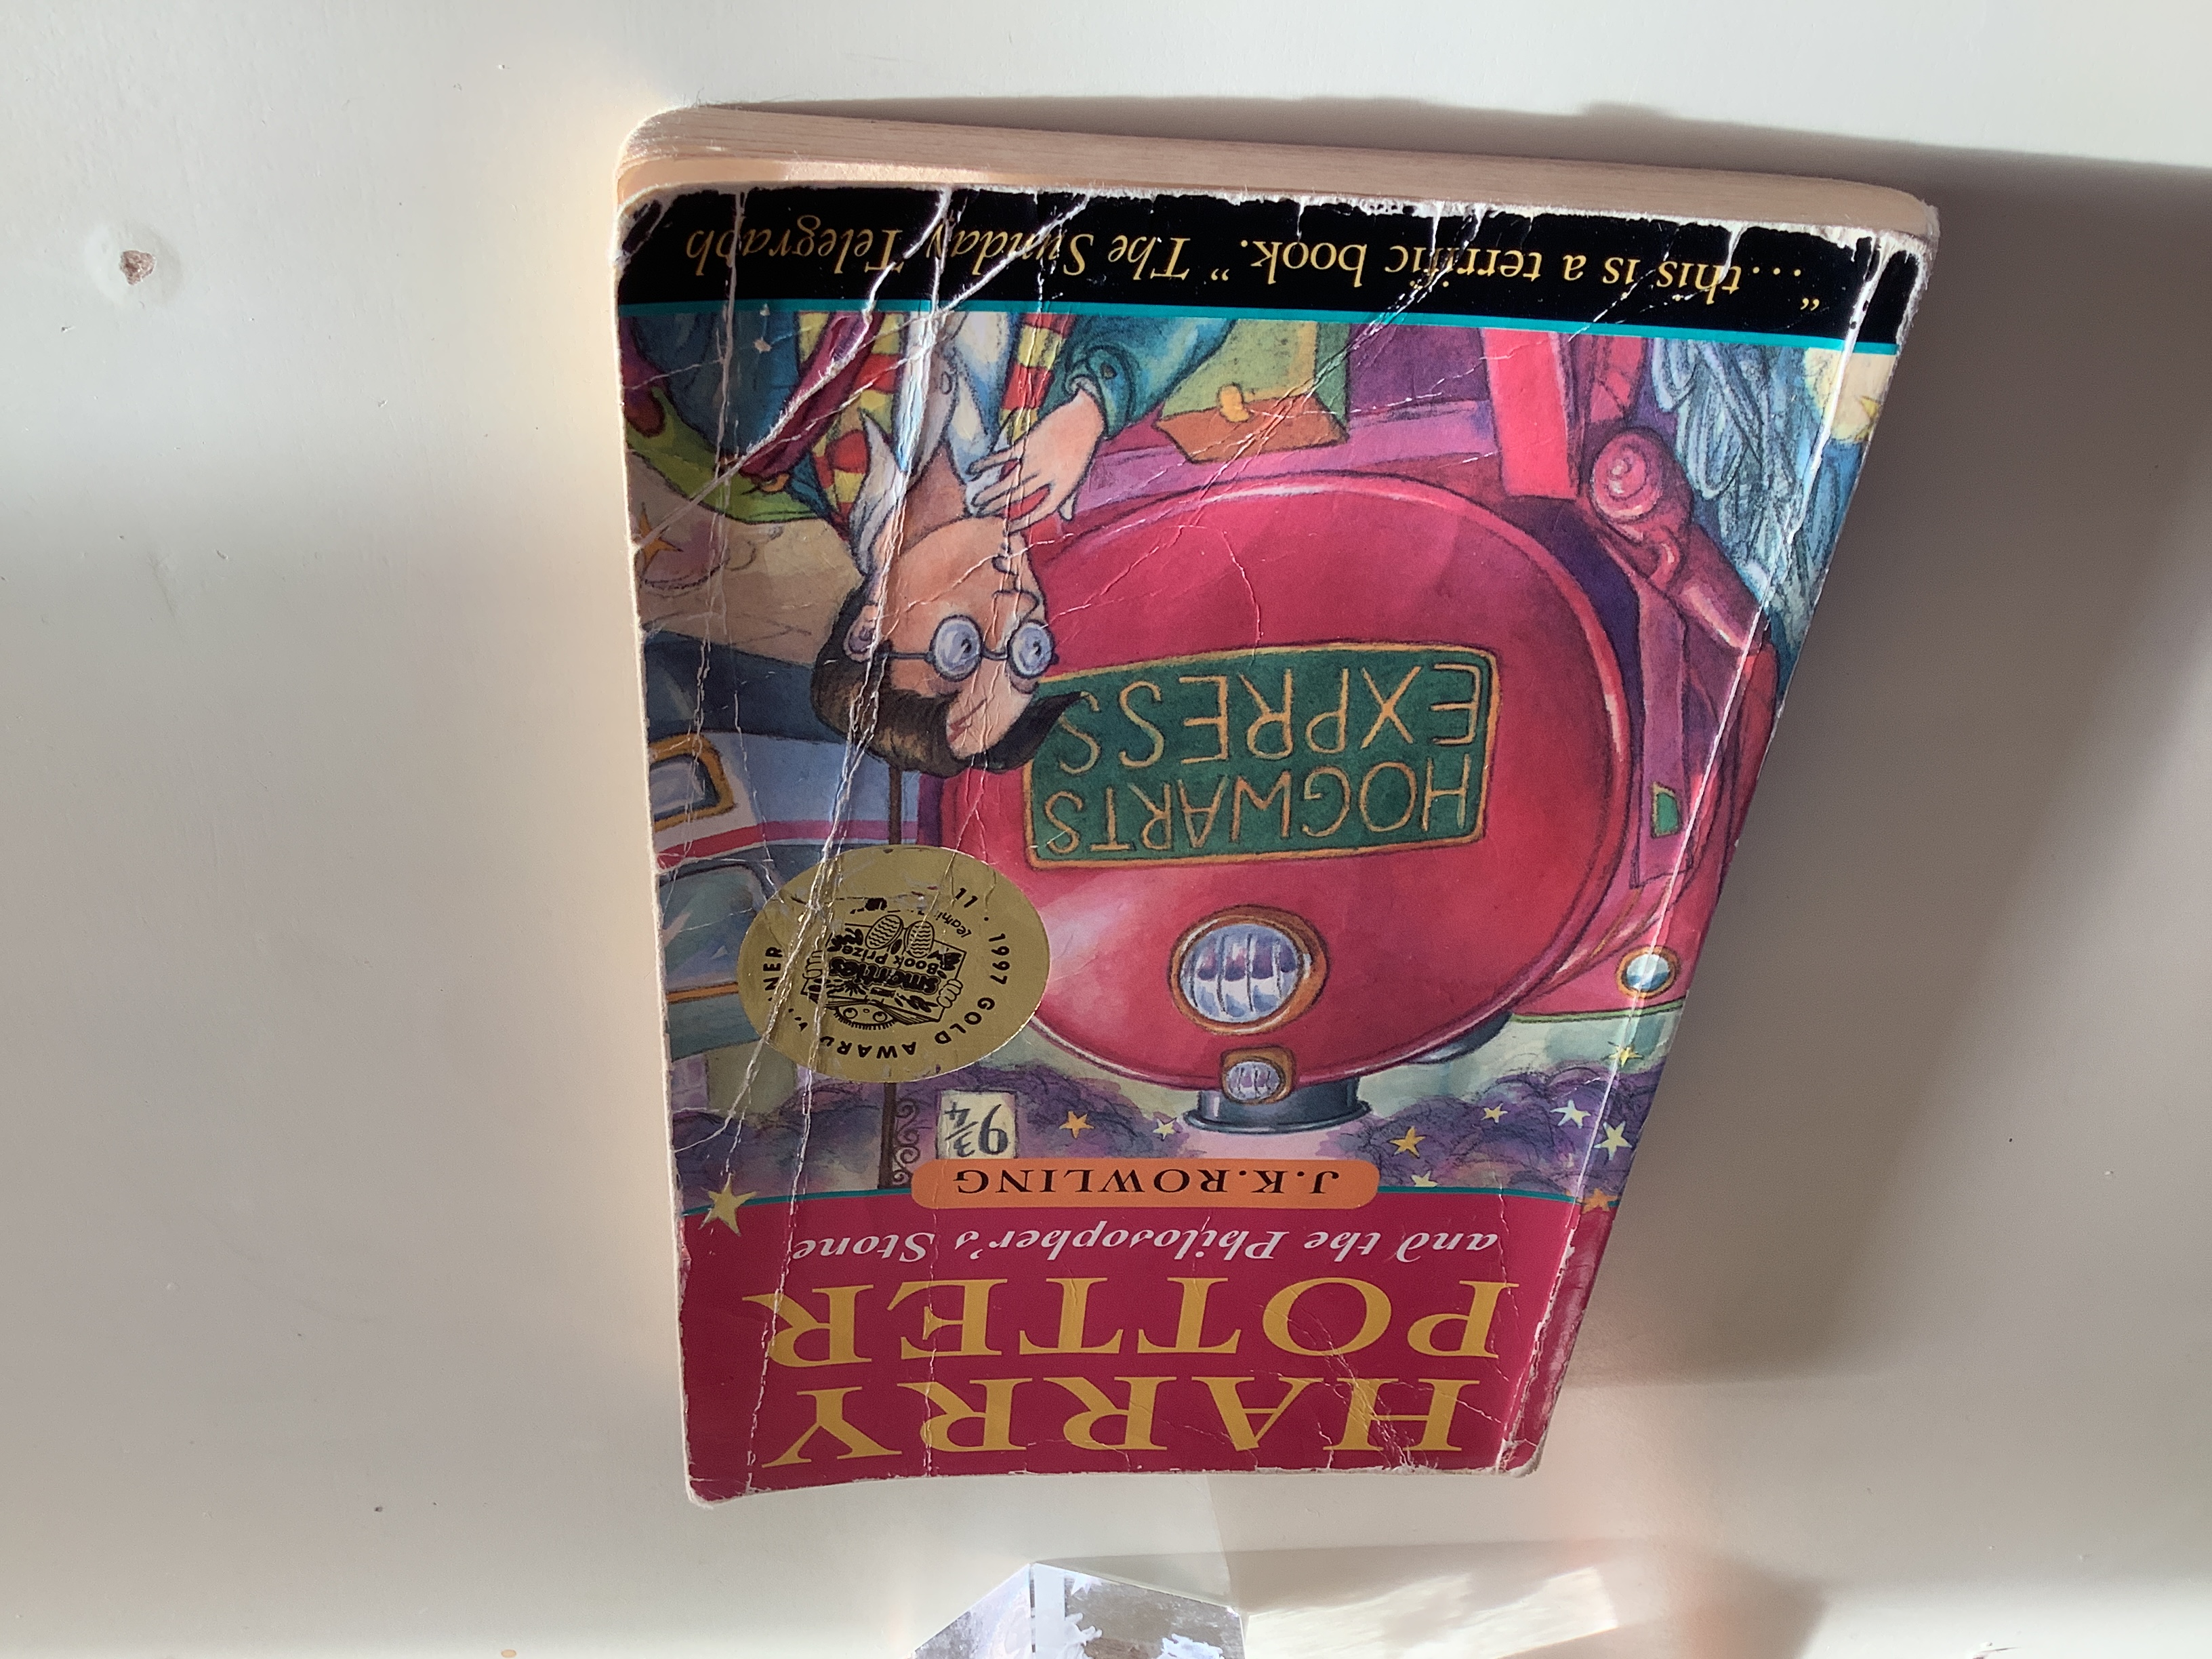 HARRY
POTTER
and the Philosopher's Stone
J.K.ROWLING
9¾
WINNER 1997 GOLD AWARD
smarties
Book Prize
HOGWARTS
EXPRESS
"...this is a terrific book." The Sunday Telegraph